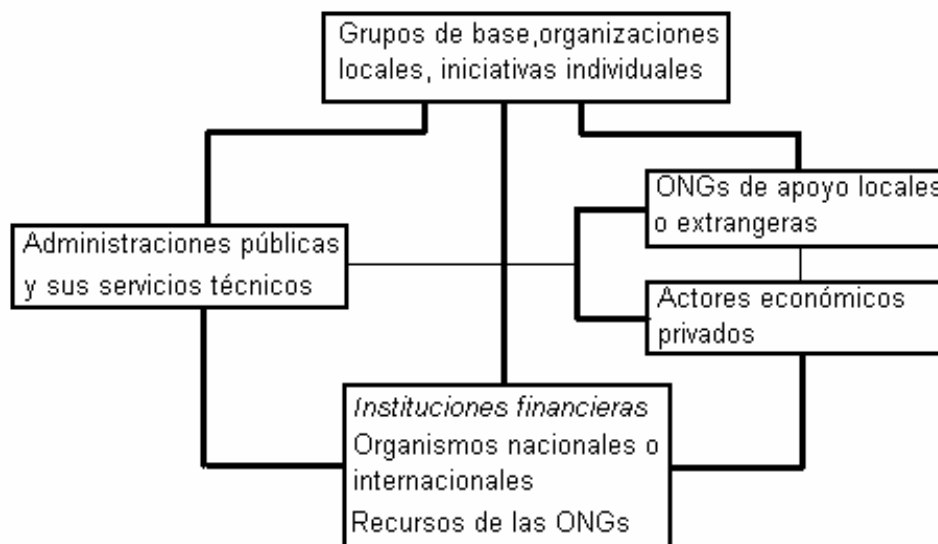 Grupos de base,organizaciones
locales, iniciativas individuales
ONGs de apoyo locales
o extrangeras
Administraciones públicas
y sus servicios técnicos
Actores económicos
privados
Instituciones financieras
Organismos nacionales o
internacionales
Recursos de las ONGs